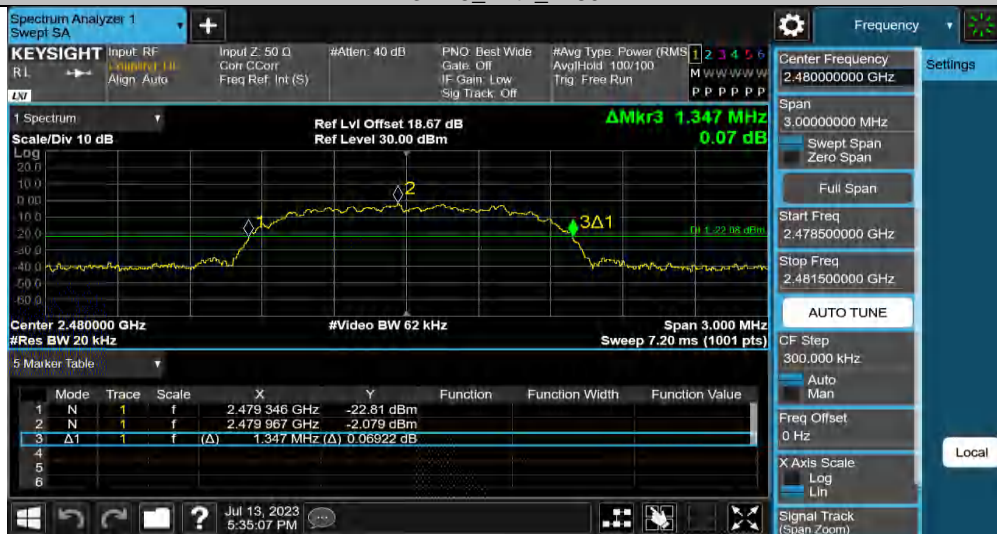 Spectrum Analyzer 1
Swept SA
+
Frequency
KEYSIGHT
RL
LXI
Input: RF
Coupling: DC
Align: Auto
Input Z: 50 Ω
Corr CCorr
Freq Ref: Int (S)
#Atten: 40 dB
PNO: Best Wide
Gate: Off
IF Gain: Low
Sig Track: Off
#Avg Type: Power (RMS
Avg|Hold: 100/100
Trig: Free Run
1 2 3 4 5 6
M W W W W W
P P P P P P
1 Spectrum
Scale/Div 10 dB
Ref Lvl Offset 18.67 dB
Ref Level 30.00 dBm
ΔMkr3 1.347 MHz
0.07 dB
Log
20.0
10.0
0.00
-10.0
-20.0
-30.0
-40.0
-50.0
-60.0
1
2
3Δ1
DL1 -22.08 dBm
Center 2.480000 GHz
#Video BW 62 kHz
Span 3.000 MHz
#Res BW 20 kHz
Sweep 7.20 ms (1001 pts)
5 Marker Table
Mode Trace Scale X Y Function Function Width Function Value
1 N 1 f 2.479 346 GHz -22.81 dBm
2 N 1 f 2.479 967 GHz -2.079 dBm
3 Δ1 1 f (Δ) 1.347 MHz (Δ) 0.06922 dB
4
5
6
Jul 13, 2023
5:35:07 PM
Center Frequency
2.480000000 GHz
Span
3.00000000 MHz
Swept Span
Zero Span
Full Span
Start Freq
2.478500000 GHz
Stop Freq
2.481500000 GHz
AUTO TUNE
CF Step
300.000 kHz
Auto
Man
Freq Offset
0 Hz
X Axis Scale
Log
Lin
Signal Track
(Span Zoom)
Settings
Local